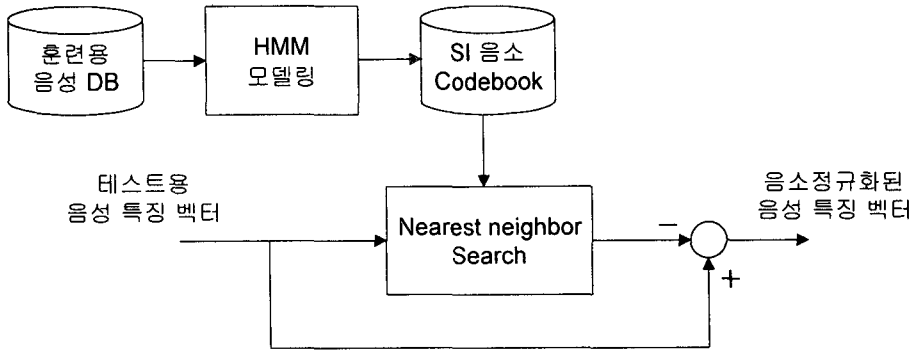 훈련용
음성 DB
HMM
모델링
SI 음소
Codebook
테스트용
음성 특징 벡터
Nearest neighbor
Search
음소정규화된
음성 특징 벡터
−
+